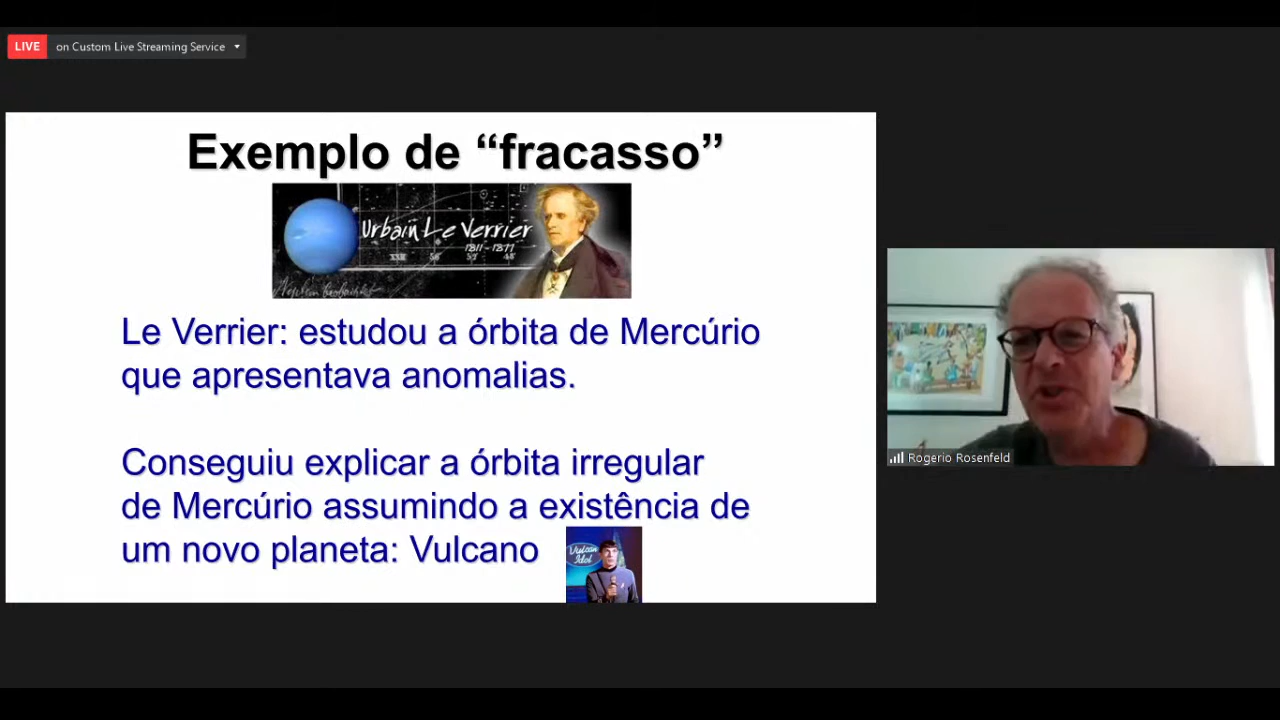 LIVE on Custom Live Streaming Service
Exemplo de “fracasso”
Urbain Le Verrier
1811 - 1877
Le Verrier: estudou a órbita de Mercúrio
que apresentava anomalias.
Conseguiu explicar a órbita irregular
de Mercúrio assumindo a existência de
um novo planeta: Vulcano
Vulcan
Idol
Rogerio Rosenfeld